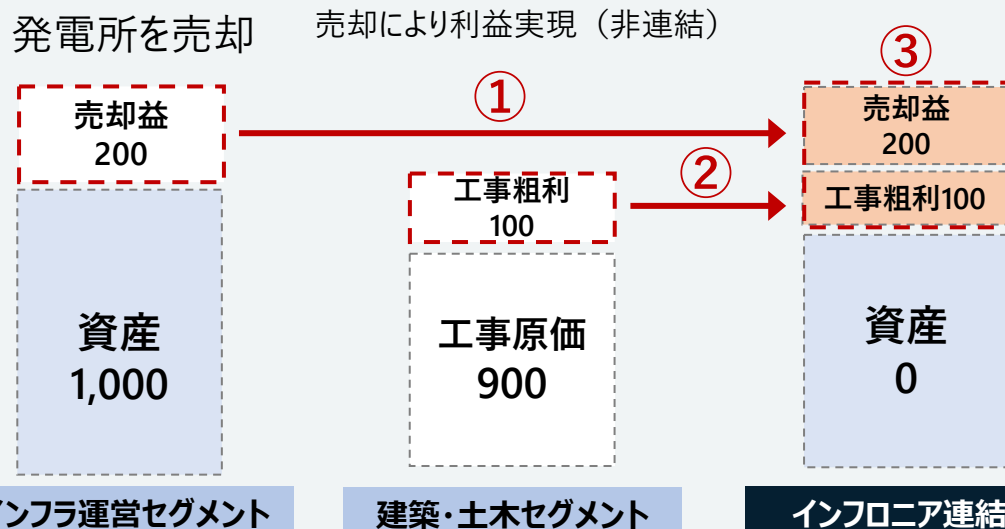 発電所を売却
売却により利益実現（非連結）
売却益
200
①
資産
1,000
インフラ運営セグメント
工事粗利
100
②
工事原価
900
建築・土木セグメント
③
売却益
200
工事粗利100
資産
0
インフロニア連結